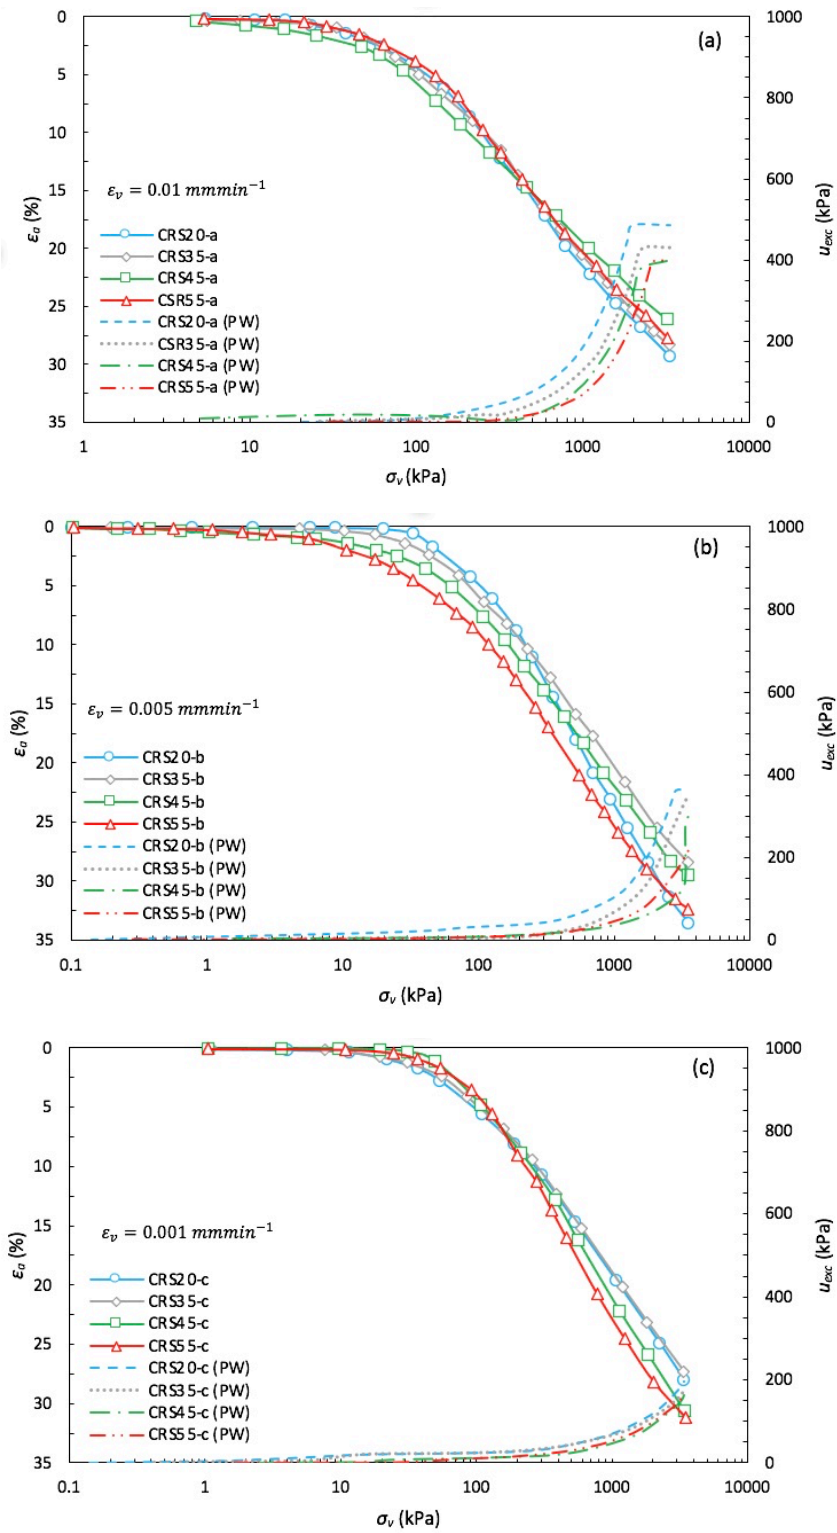 (a)
0
5
10
15
20
25
30
35
εa (%)
1000
800
600
400
200
0
uexc (kPa)
εv = 0.01 mmmin−1
CRS20-a
CRS35-a
CRS45-a
CSR55-a
CRS20-a (PW)
CSR35-a (PW)
CRS45-a (PW)
CRS55-a (PW)
1 10 100 1000 10000
σv (kPa)
(b)
0
5
10
15
20
25
30
35
εa (%)
1000
800
600
400
200
0
uexc (kPa)
εv = 0.005 mmmin−1
CRS20-b
CRS35-b
CRS45-b
CRS55-b
CRS20-b (PW)
CRS35-b (PW)
CRS45-b (PW)
CRS55-b (PW)
0.1 1 10 100 1000 10000
σv (kPa)
(c)
0
5
10
15
20
25
30
35
εa (%)
1000
800
600
400
200
0
uexc (kPa)
εv = 0.001 mmmin−1
CRS20-c
CRS35-c
CRS45-c
CRS55-c
CRS20-c (PW)
CRS35-c (PW)
CRS45-c (PW)
CRS55-c (PW)
0.1 1 10 100 1000 10000
σv (kPa)